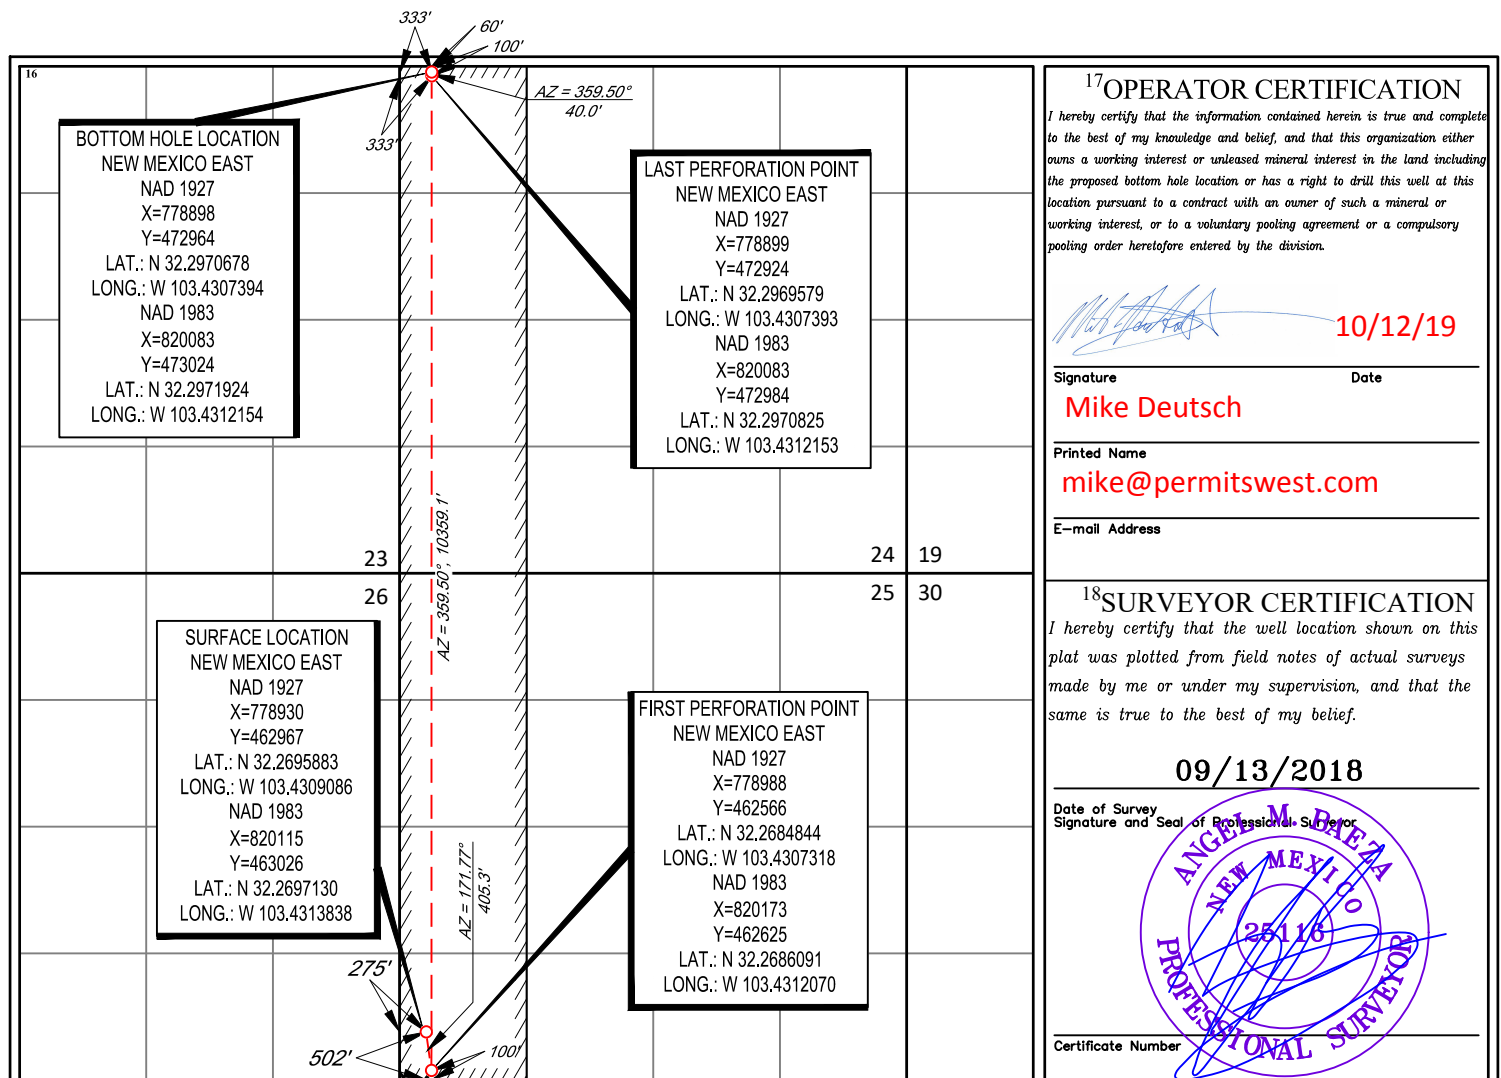 333'
60'
100'
16
AZ = 359.50°
40.0'
333'
BOTTOM HOLE LOCATION
NEW MEXICO EAST
NAD 1927
X=778898
Y=472964
LAT.: N 32.2970678
LONG.: W 103.4307394
NAD 1983
X=820083
Y=473024
LAT.: N 32.2971924
LONG.: W 103.4312154
LAST PERFORATION POINT
NEW MEXICO EAST
NAD 1927
X=778899
Y=472924
LAT.: N 32.2969579
LONG.: W 103.4307393
NAD 1983
X=820083
Y=472984
LAT.: N 32.2970825
LONG.: W 103.4312153
AZ = 359.50°, 10359.1'
23
24
19
26
25
30
SURFACE LOCATION
NEW MEXICO EAST
NAD 1927
X=778930
Y=462967
LAT.: N 32.2695883
LONG.: W 103.4309086
NAD 1983
X=820115
Y=463026
LAT.: N 32.2697130
LONG.: W 103.4313838
FIRST PERFORATION POINT
NEW MEXICO EAST
NAD 1927
X=778988
Y=462566
LAT.: N 32.2684844
LONG.: W 103.4307318
NAD 1983
X=820173
Y=462625
LAT.: N 32.2686091
LONG.: W 103.4312070
AZ = 171.77°
405.3'
275'
502'
100'
17OPERATOR CERTIFICATION
I hereby certify that the information contained herein is true and complete
to the best of my knowledge and belief, and that this organization either
owns a working interest or unleased mineral interest in the land including
the proposed bottom hole location or has a right to drill this well at this
location pursuant to a contract with an owner of such a mineral or
working interest, or to a voluntary pooling agreement or a compulsory
pooling order heretofore entered by the division.
10/12/19
Signature
Date
Mike Deutsch
Printed Name
mike@permitswest.com
E-mail Address
18SURVEYOR CERTIFICATION
I hereby certify that the well location shown on this
plat was plotted from field notes of actual surveys
made by me or under my supervision, and that the
same is true to the best of my belief.
09/13/2018
Date of Survey
Signature and Seal of Professional Surveyor
ANGEL M. BAEZA
NEW MEXICO
25116
PROFESSIONAL SURVEYOR
Certificate Number